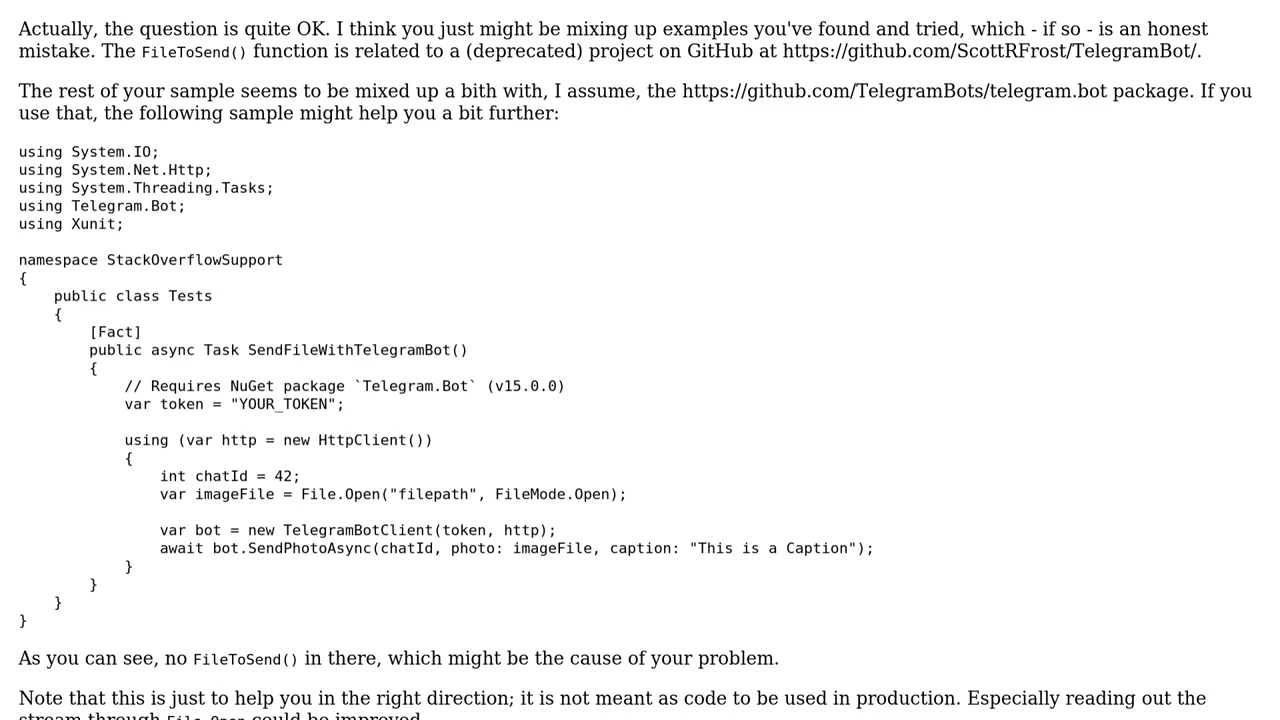 Actually, the question is quite OK. I think you just might be mixing up examples you've found and tried, which - if so - is an honest
mistake. The FileToSend() function is related to a (deprecated) project on GitHub at https://github.com/ScottRFrost/TelegramBot/.
The rest of your sample seems to be mixed up a bith with, I assume, the https://github.com/TelegramBots/telegram.bot package. If you
use that, the following sample might help you a bit further:
using System.IO;
using System.Net.Http;
using System.Threading.Tasks;
using Telegram.Bot;
using Xunit;
namespace StackOverflowSupport
{
    public class Tests
    {
        [Fact]
        public async Task SendFileWithTelegramBot()
        {
            // Requires NuGet package `Telegram.Bot` (v15.0.0)
            var token = "YOUR_TOKEN";
            using (var http = new HttpClient())
            {
                int chatId = 42;
                var imageFile = File.Open("filepath", FileMode.Open);
                var bot = new TelegramBotClient(token, http);
                await bot.SendPhotoAsync(chatId, photo: imageFile, caption: "This is a Caption");
            }
        }
    }
}
As you can see, no FileToSend() in there, which might be the cause of your problem.
Note that this is just to help you in the right direction; it is not meant as code to be used in production. Especially reading out the
stream through File.Open could be improved.